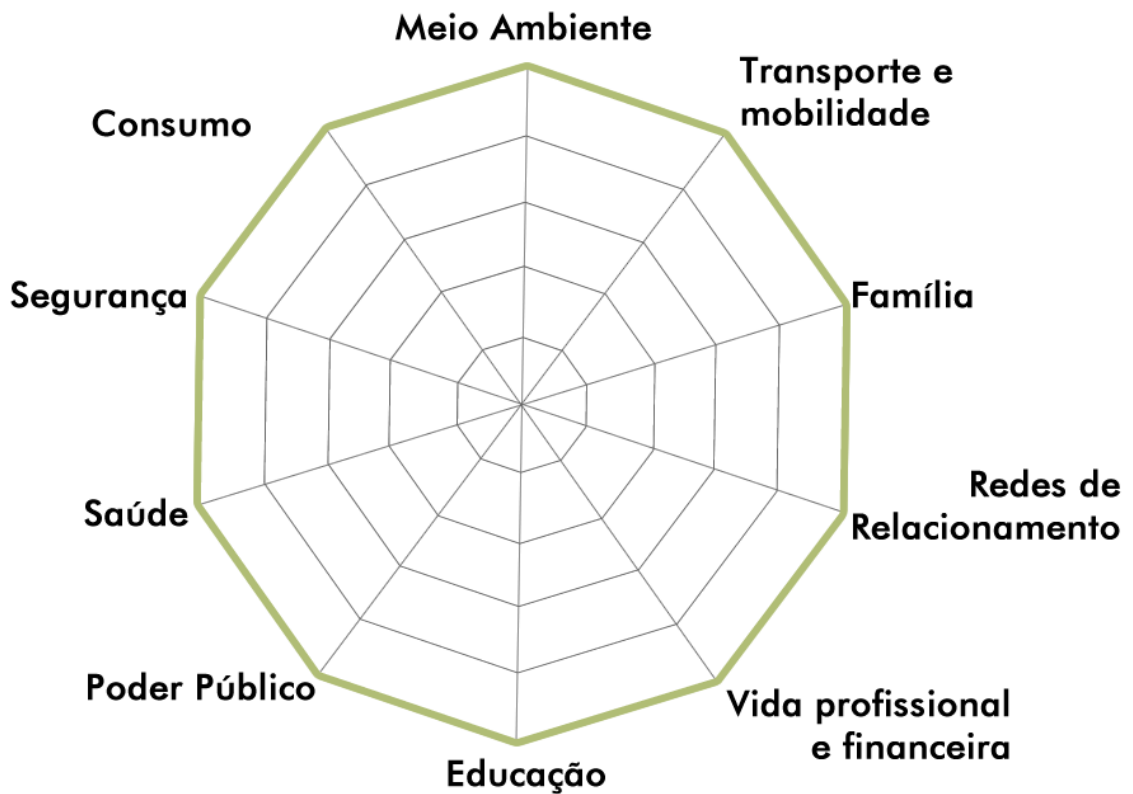 Meio Ambiente
Transporte e
mobilidade
Consumo
Segurança
Família
Redes de
Relacionamento
Saúde
Poder Público
Vida profissional
e financeira
Educação